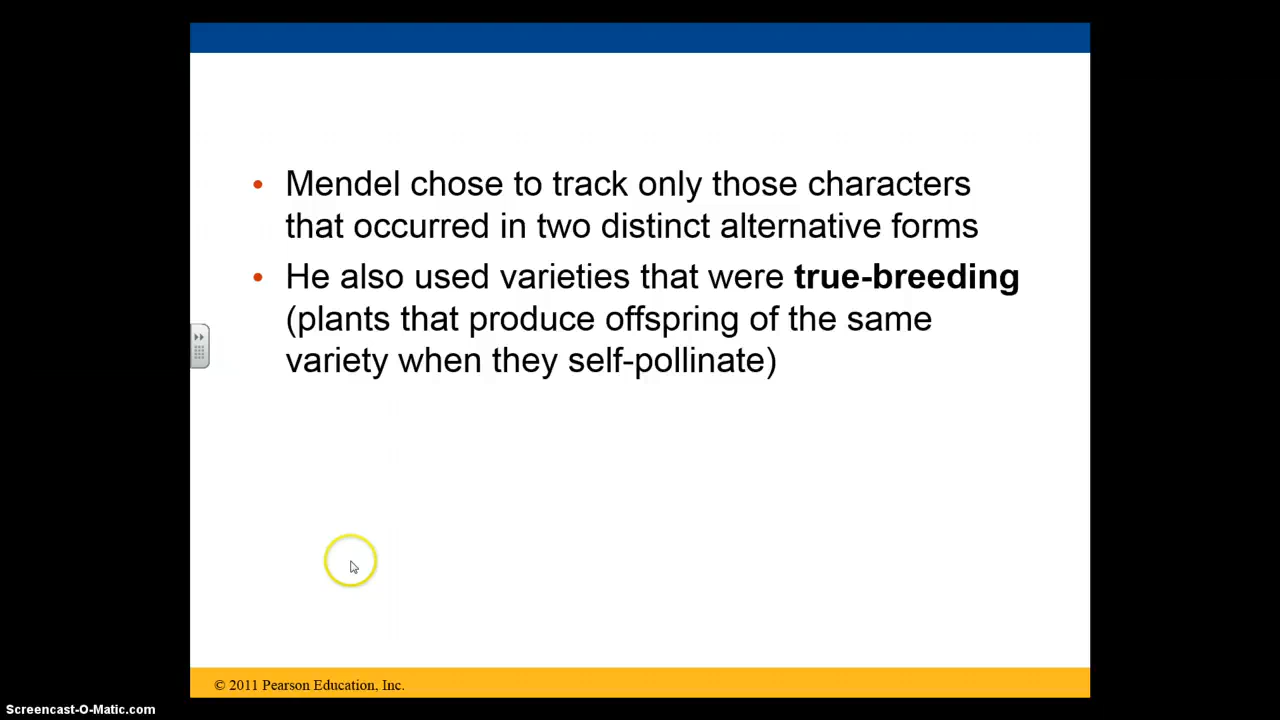 • Mendel chose to track only those characters
that occurred in two distinct alternative forms
• He also used varieties that were true-breeding
(plants that produce offspring of the same
variety when they self-pollinate)
© 2011 Pearson Education, Inc.
Screencast-O-Matic.com